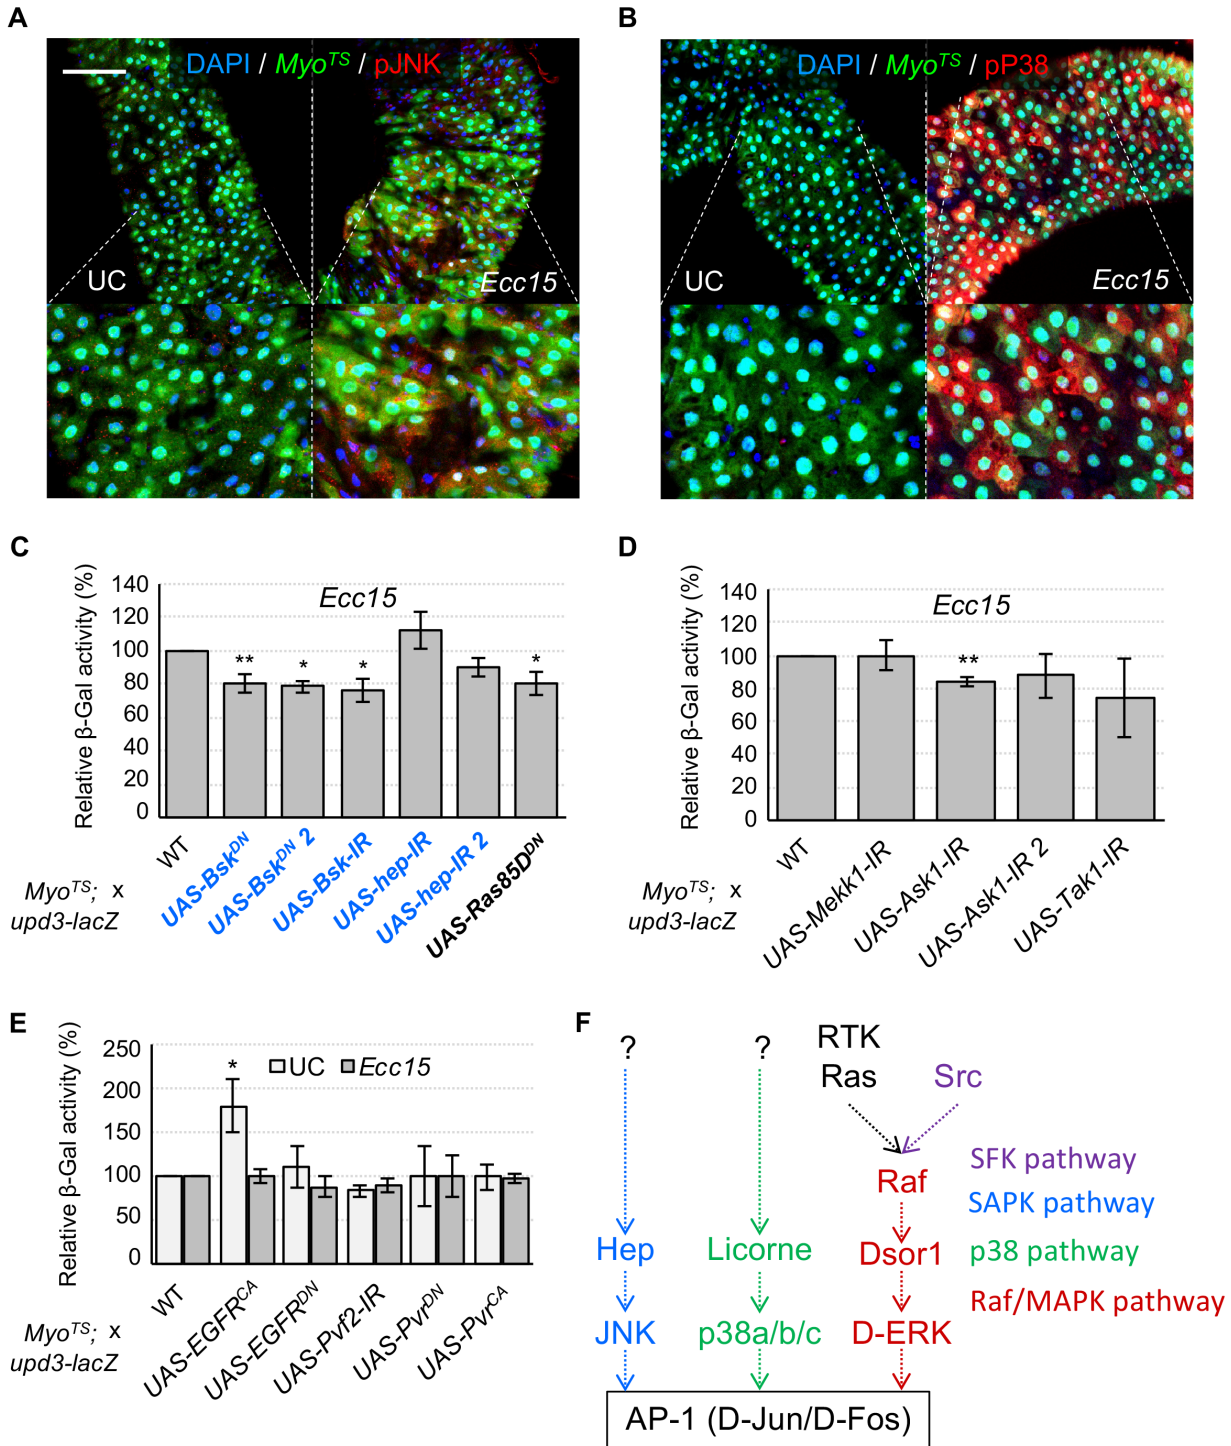 A
DAPI / Myoᵀˢ / pJNK
UC
Ecc15
B
DAPI / Myoᵀˢ / pP38
UC
Ecc15
C
Relative β-Gal activity (%)
140
120
100
80
60
40
20
0
Ecc15
**
*
*
*
WT
UAS-Bskᴰᴺ
UAS-Bskᴰᴺ 2
UAS-Bsk-IR
UAS-hep-IR
UAS-hep-IR 2
UAS-Ras85Dᴰᴺ
Myoᵀˢ; x
upd3-lacZ
D
Relative β-Gal activity (%)
140
120
100
80
60
40
20
0
Ecc15
**
WT
UAS-Mekk1-IR
UAS-Ask1-IR
UAS-Ask1-IR 2
UAS-Tak1-IR
Myoᵀˢ; x
upd3-lacZ
E
Relative β-Gal activity (%)
250
200
150
100
50
0
UC Ecc15
*
WT
UAS-EGFRᶜᴬ
UAS-EGFRᴰᴺ
UAS-Pvf2-IR
UAS-Pvrᴰᴺ
UAS-Pvrᶜᴬ
Myoᵀˢ; x
upd3-lacZ
F
? ? RTK
Ras Src
Raf
SFK pathway
SAPK pathway
Hep Licorne Dsor1 p38 pathway
Raf/MAPK pathway
JNK p38a/b/c D-ERK
AP-1 (D-Jun/D-Fos)